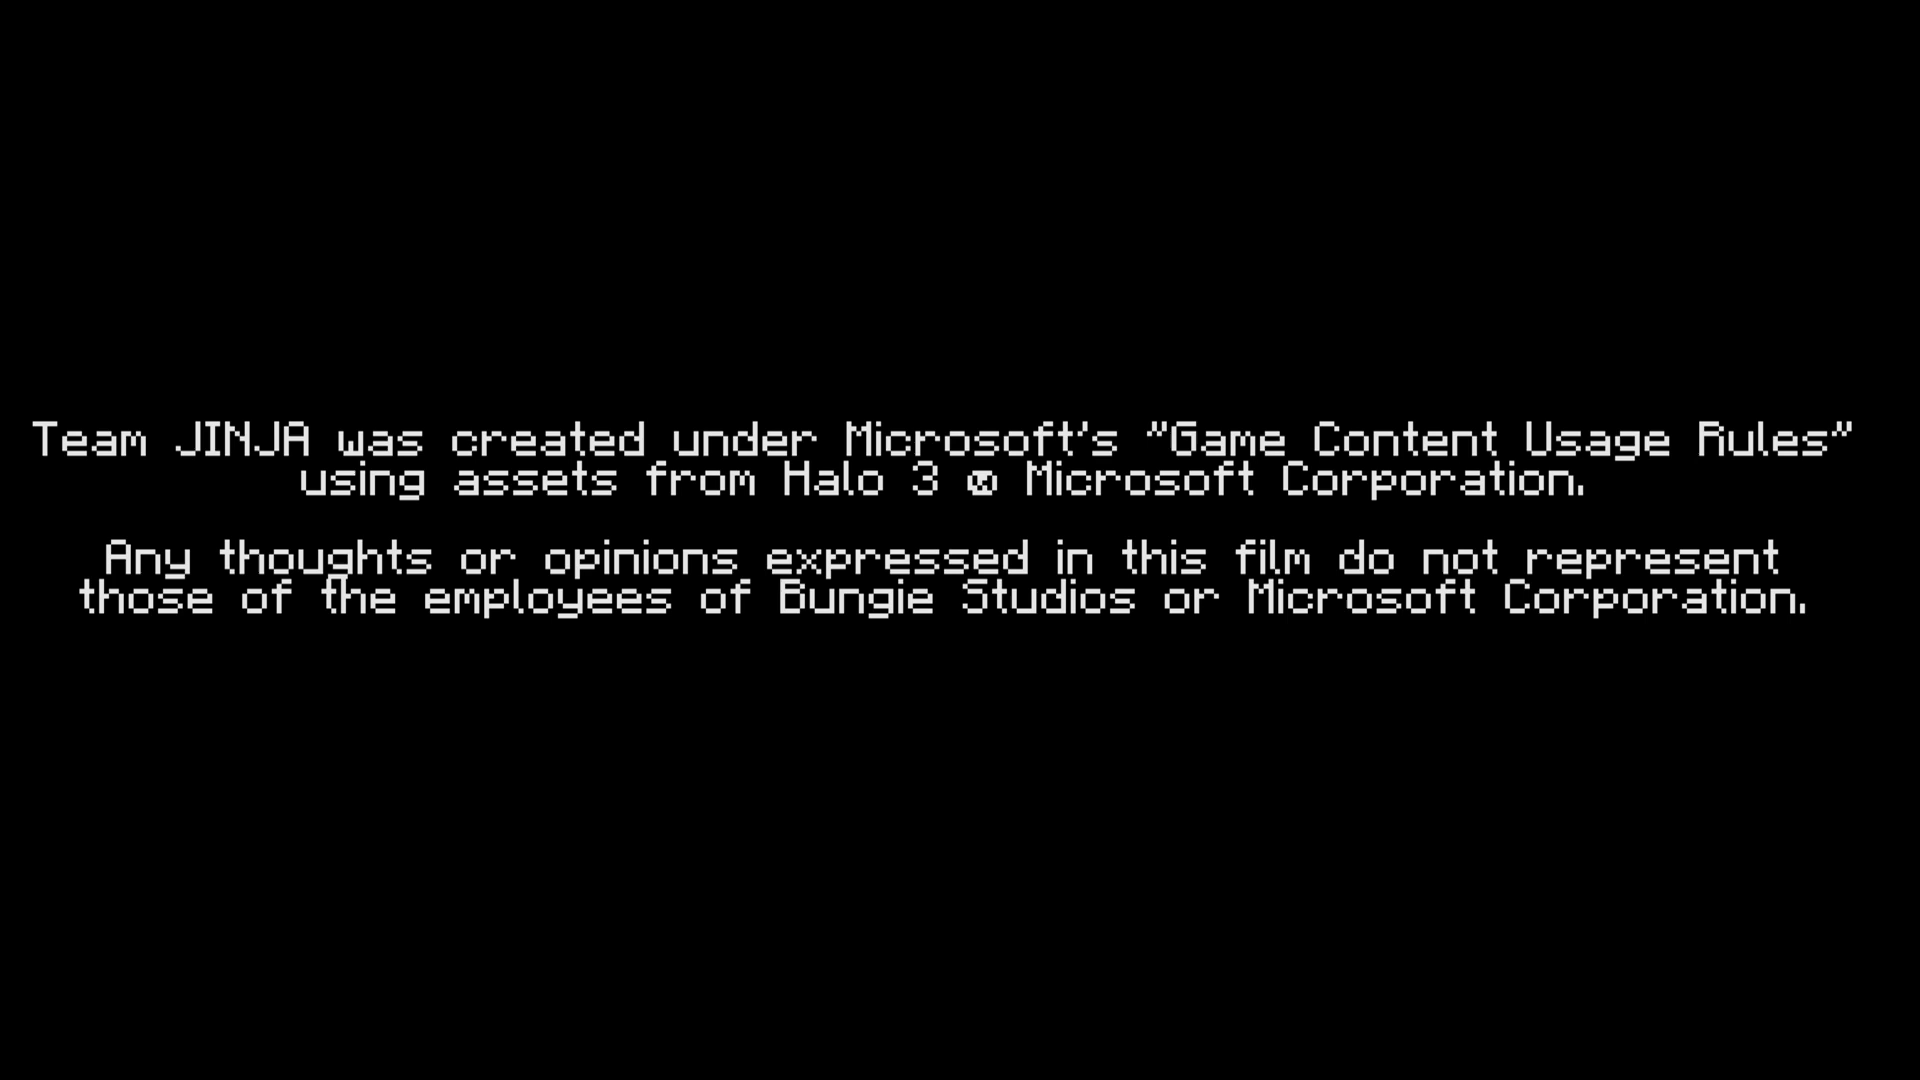 Team JINJA was created under Microsoft's "Game Content Usage Rules"
using assets from Halo 3 © Microsoft Corporation.
Any thoughts or opinions expressed in this film do not represent
those of the employees of Bungie Studios or Microsoft Corporation.